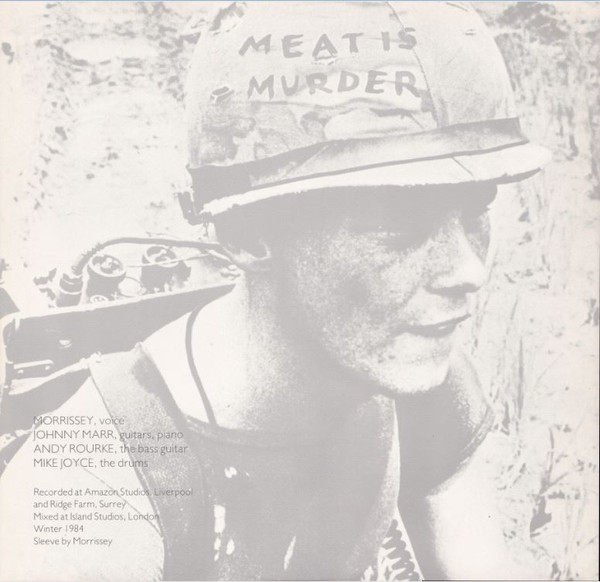 MEAT IS
MURDER
MORRISSEY, voice
JOHNNY MARR, guitars, piano
ANDY ROURKE, the bass guitar
MIKE JOYCE, the drums
Recorded at Amazon Studios, Liverpool
and Ridge Farm, Surrey
Mixed at Island Studios, London
Winter 1984
Sleeve by Morrissey